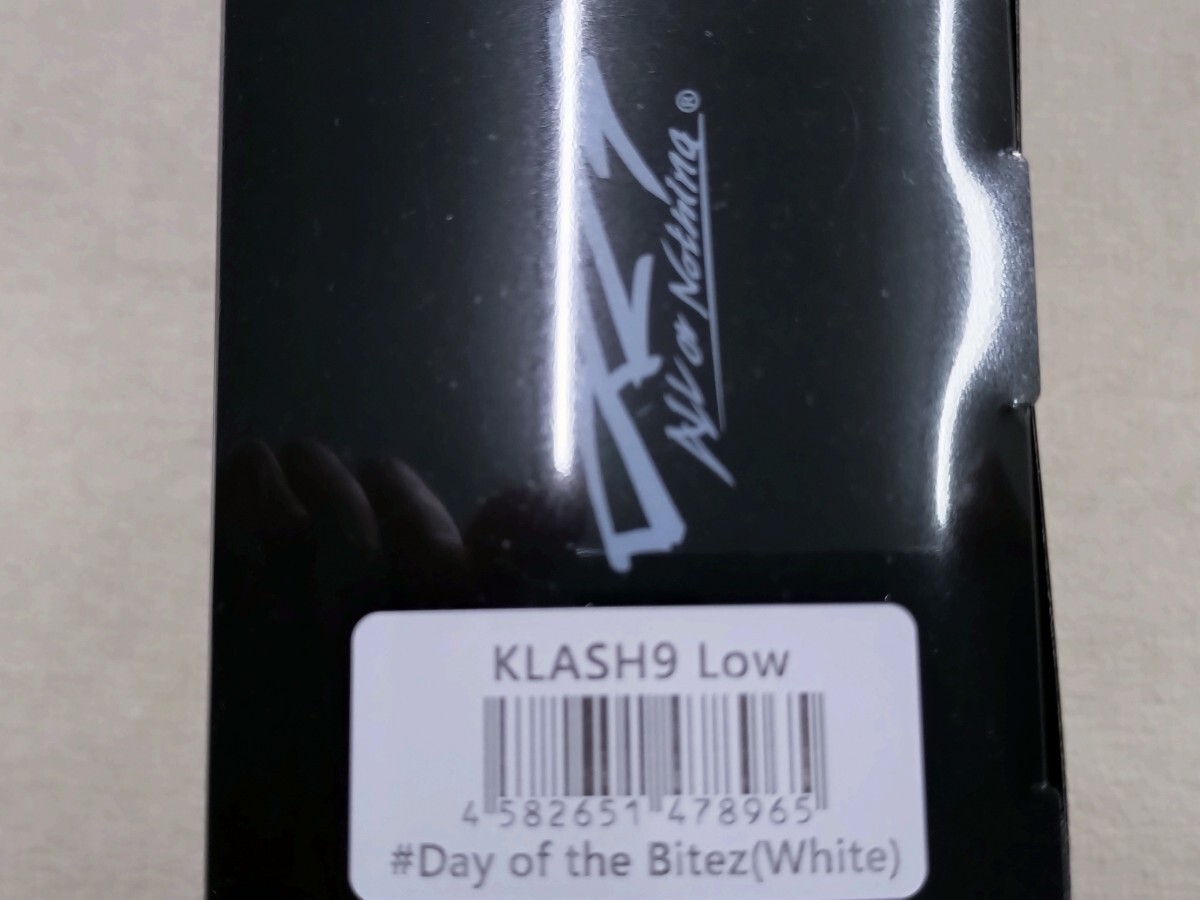 All or Nothing®
KLASH9 Low
4 582651 478965
#Day of the Bitez(White)